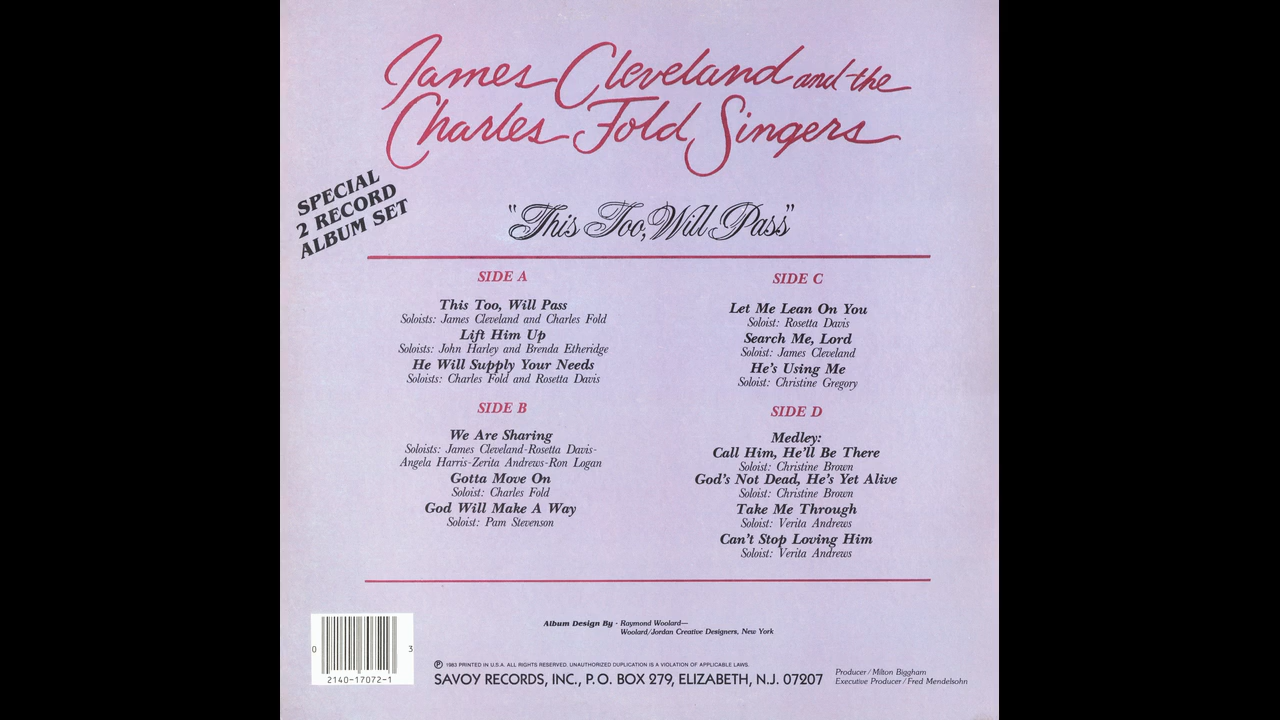 James Cleveland and the
Charles Fold Singers
SPECIAL
2 RECORD
ALBUM SET
"This Too, Will Pass"
SIDE A
This Too, Will Pass
Soloists: James Cleveland and Charles Fold
Lift Him Up
Soloists: John Harley and Brenda Etheridge
He Will Supply Your Needs
Soloists: Charles Fold and Rosetta Davis
SIDE B
We Are Sharing
Soloists: James Cleveland-Rosetta Davis-
Angela Harris-Zerita Andrews-Ron Logan
Gotta Move On
Soloist: Charles Fold
God Will Make A Way
Soloist: Pam Stevenson
SIDE C
Let Me Lean On You
Soloist: Rosetta Davis
Search Me, Lord
Soloist: James Cleveland
He's Using Me
Soloist: Christine Gregory
SIDE D
Medley:
Call Him, He'll Be There
Soloist: Christine Brown
God's Not Dead, He's Yet Alive
Soloist: Christine Brown
Take Me Through
Soloist: Verita Andrews
Can't Stop Loving Him
Soloist: Verita Andrews
Album Design By - Raymond Woolard—
Woolard/Jordan Creative Designers, New York
0 3
2140-17072-1
Ⓟ 1983 PRINTED IN U.S.A. ALL RIGHTS RESERVED. UNAUTHORIZED DUPLICATION IS A VIOLATION OF APPLICABLE LAWS.
SAVOY RECORDS, INC., P.O. BOX 279, ELIZABETH, N.J. 07207
Producer / Milton Biggham
Executive Producer / Fred Mendelsohn